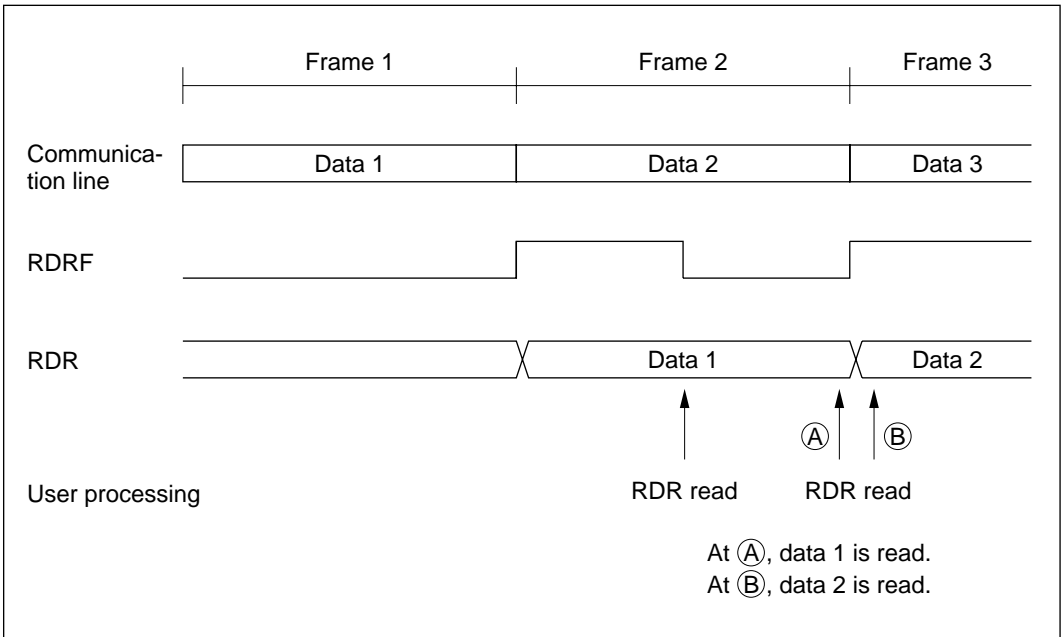 Frame 1 Frame 2 Frame 3
Communica-
tion line
Data 1 Data 2 Data 3
RDRF
RDR Data 1 Data 2
A B
User processing RDR read RDR read
At A, data 1 is read.
At B, data 2 is read.